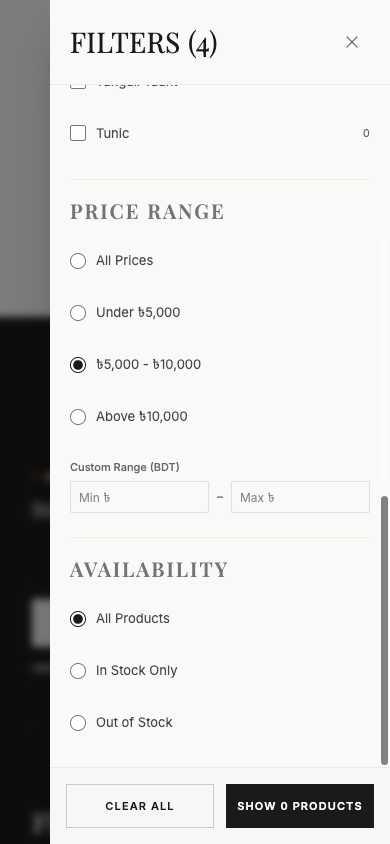 FILTERS (4)
Tunic 0
PRICE RANGE
All Prices
Under ৳5,000
৳5,000 - ৳10,000
Above ৳10,000
Custom Range (BDT)
Min ৳ – Max ৳
AVAILABILITY
All Products
In Stock Only
Out of Stock
CLEAR ALL SHOW 0 PRODUCTS